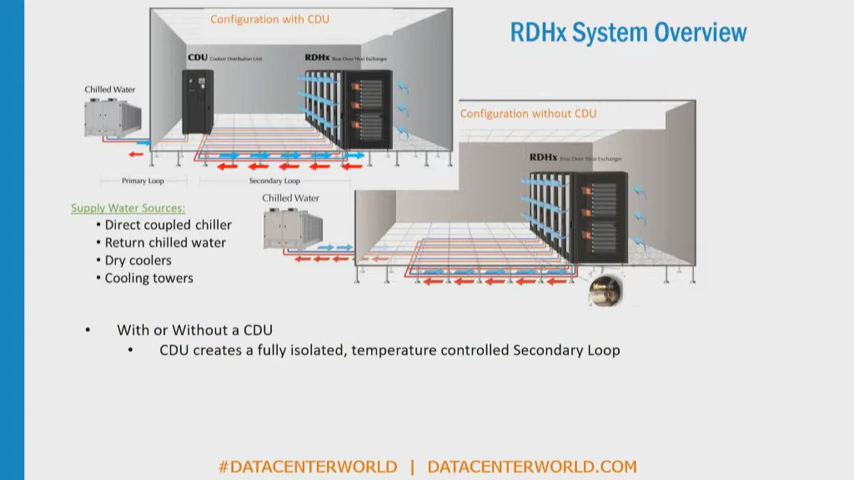 RDHx System Overview
Configuration with CDU
CDU Coolant Distribution Unit
RDHx Rear Door Heat Exchanger
Chilled Water
Primary Loop
Secondary Loop
Configuration without CDU
RDHx Rear Door Heat Exchanger
Chilled Water
Supply Water Sources:
• Direct coupled chiller
• Return chilled water
• Dry coolers
• Cooling towers
• With or Without a CDU
• CDU creates a fully isolated, temperature controlled Secondary Loop
#DATACENTERWORLD | DATACENTERWORLD.COM